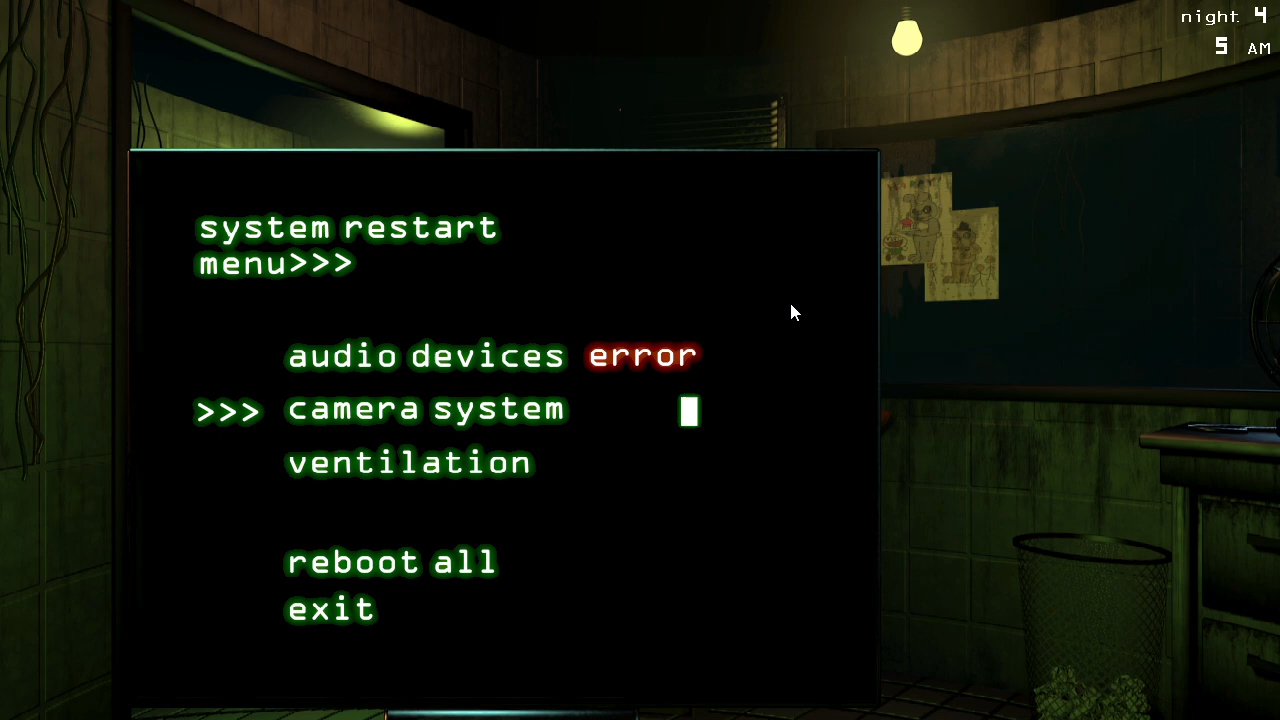 night 4
5 AM
system restart
menu>>>
audio devices error
>>> camera system
ventilation
reboot all
exit